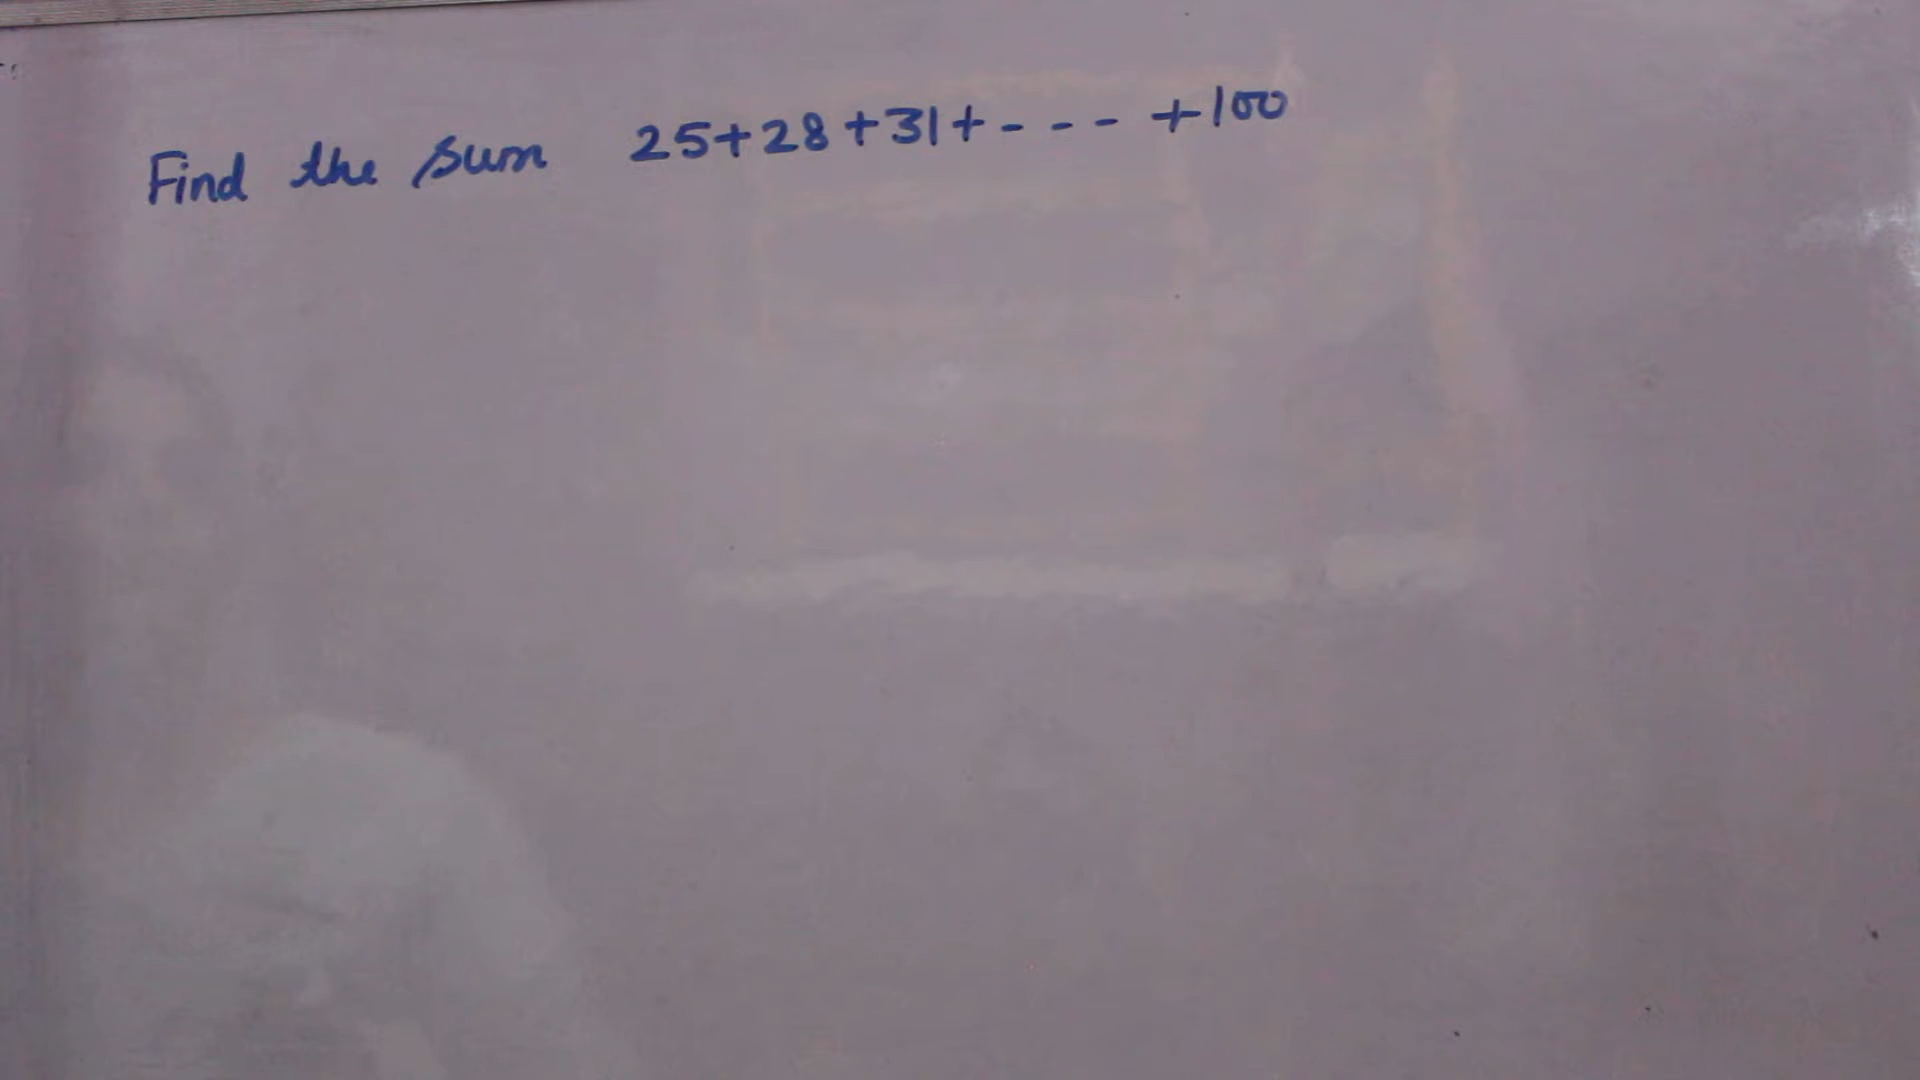 Find the sum 25+28+31+---- +100